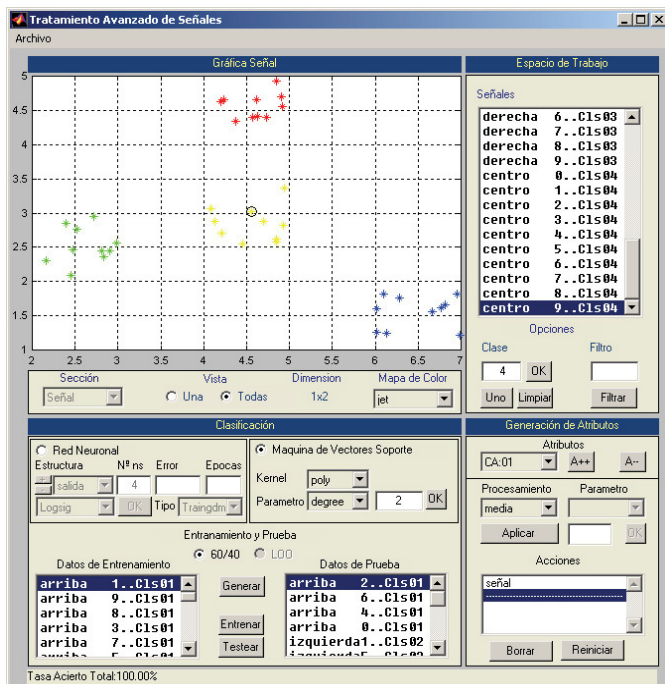 Tratamiento Avanzado de Señales
Archivo
Gráfica Señal
5
4.5
4
3.5
3
2.5
2
1.5
1
2 2.5 3 3.5 4 4.5 5 5.5 6 6.5 7
Sección Vista Dimension Mapa de Color
Señal Una Todas 1x2 jet
Espacio de Trabajo
Señales
derecha 6..Cls03
derecha 7..Cls03
derecha 8..Cls03
derecha 9..Cls03
centro 0..Cls04
centro 1..Cls04
centro 2..Cls04
centro 3..Cls04
centro 4..Cls04
centro 5..Cls04
centro 6..Cls04
centro 7..Cls04
centro 8..Cls04
centro 9..Cls04
Opciones
Clase Filtro
4 OK
Uno Limpiar Filtrar
Clasificación
Red Neuronal
Estructura Nº ns Error Epocas
salida 4
Logsig OK Tipo Traingdm
Maquina de Vectores Soporte
Kernel poly
Parametro degree 2 OK
Entranamiento y Prueba
60/40 LOO
Datos de Entrenamiento
arriba 1..Cls01
arriba 9..Cls01
arriba 8..Cls01
arriba 3..Cls01
arriba 7..Cls01
Generar
Entrenar
Testear
Datos de Prueba
arriba 2..Cls01
arriba 6..Cls01
arriba 4..Cls01
arriba 0..Cls01
izquierda1..Cls02
Generación de Atributos
Atributos
CA:01 A++ A--
Procesamiento Parametro
media
Aplicar OK
Acciones
señal
Borrar Reiniciar
Tasa Acierto Total:100.00%